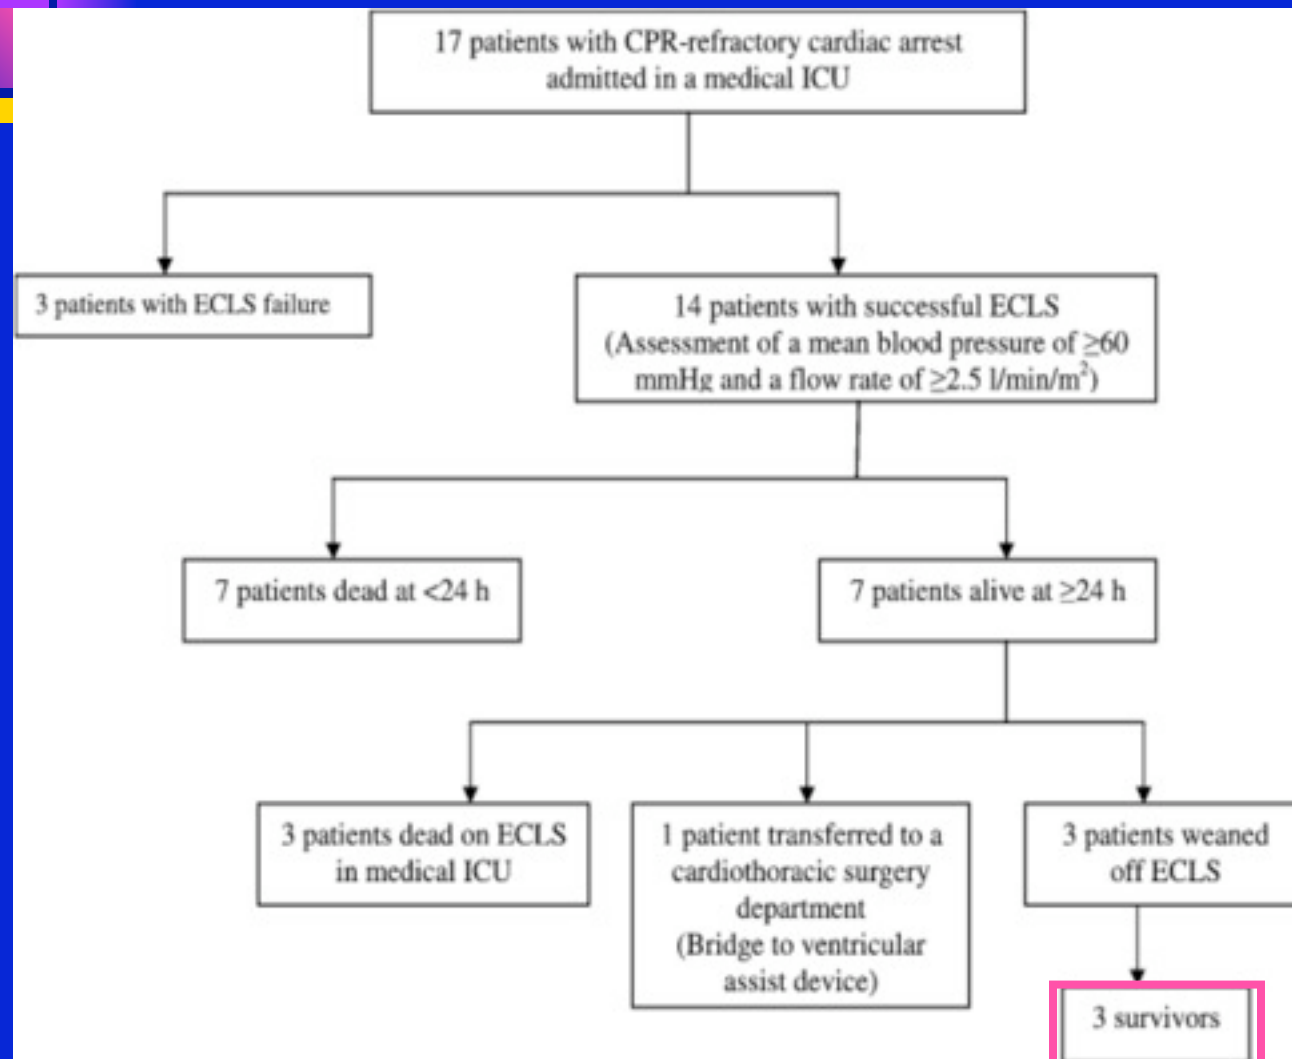 17 patients with CPR-refractory cardiac arrest
admitted in a medical ICU
3 patients with ECLS failure
14 patients with successful ECLS
(Assessment of a mean blood pressure of ≥60
mmHg and a flow rate of ≥2.5 l/min/m²)
7 patients dead at <24 h
7 patients alive at ≥24 h
3 patients dead on ECLS
in medical ICU
1 patient transferred to a
cardiothoracic surgery
department
(Bridge to ventricular
assist device)
3 patients weaned
off ECLS
3 survivors